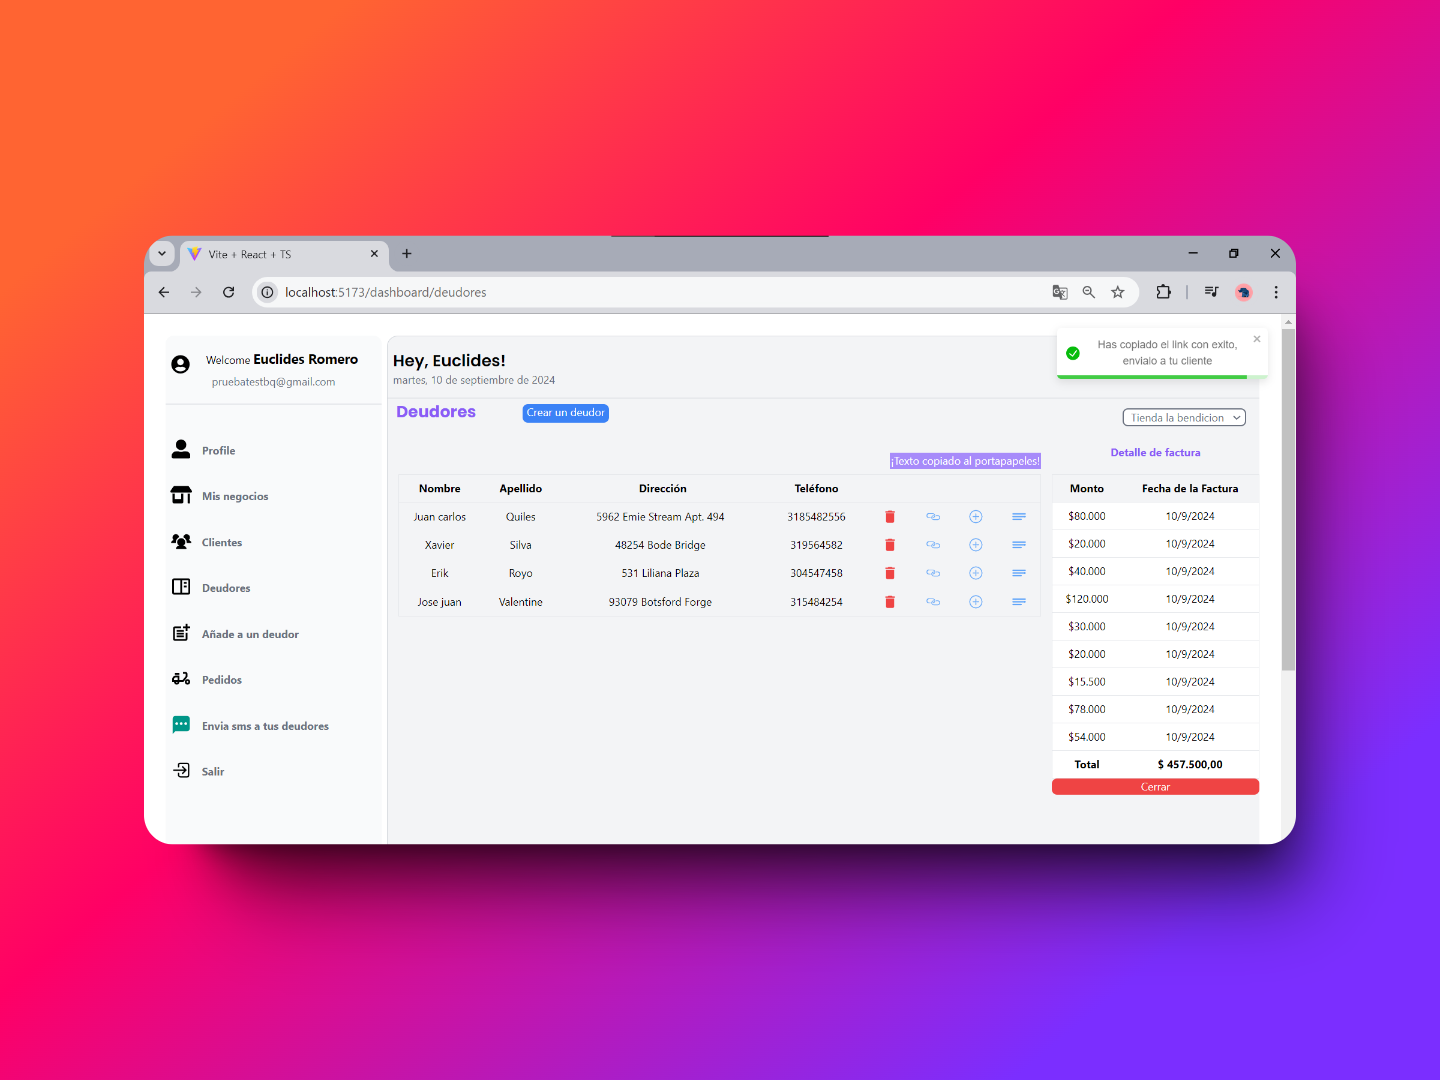 Vite + React + TS
localhost:5173/dashboard/deudores
Welcome Euclides Romero
pruebatestbq@gmail.com
Profile
Mis negocios
Clientes
Deudores
Añade a un deudor
Pedidos
Envia sms a tus deudores
Salir
Hey, Euclides!
martes, 10 de septiembre de 2024
Has copiado el link con exito,
envialo a tu cliente
Deudores
Crear un deudor
Tienda la bendicion
¡Texto copiado al portapapeles!
Nombre Apellido Dirección Teléfono
Juan carlos Quiles 5962 Emie Stream Apt. 494 3185482556
Xavier Silva 48254 Bode Bridge 319564582
Erik Royo 531 Liliana Plaza 304547458
Jose juan Valentine 93079 Botsford Forge 315484254
Detalle de factura
Monto Fecha de la Factura
$80.000 10/9/2024
$20.000 10/9/2024
$40.000 10/9/2024
$120.000 10/9/2024
$30.000 10/9/2024
$20.000 10/9/2024
$15.500 10/9/2024
$78.000 10/9/2024
$54.000 10/9/2024
Total $ 457.500,00
Cerrar